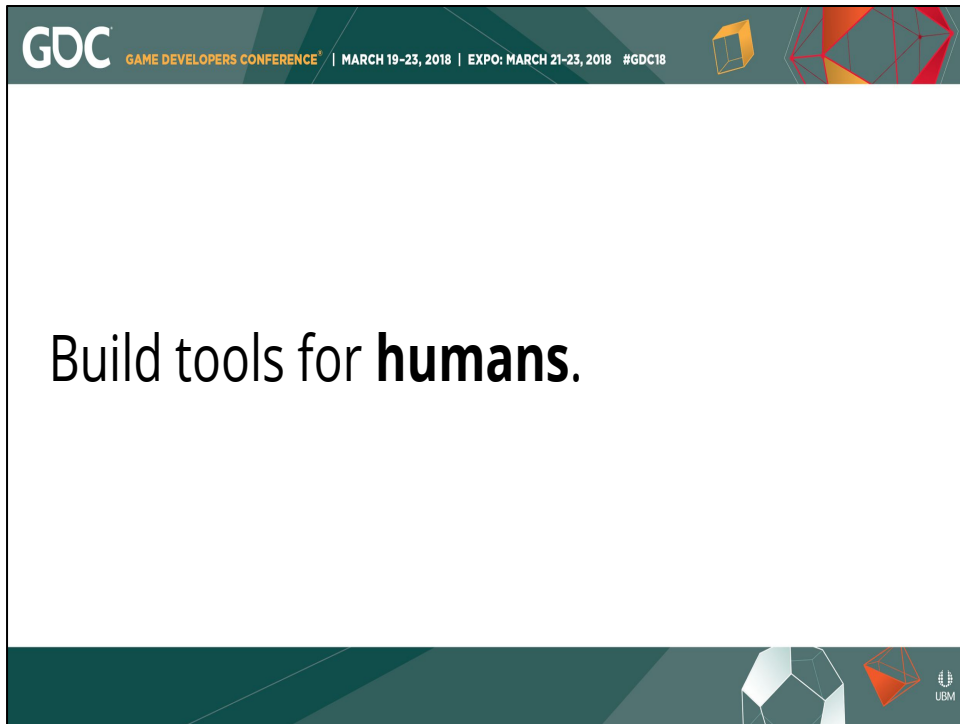 GDC GAME DEVELOPERS CONFERENCE® | MARCH 19–23, 2018 | EXPO: MARCH 21–23, 2018 #GDC18
Build tools for humans.
UBM